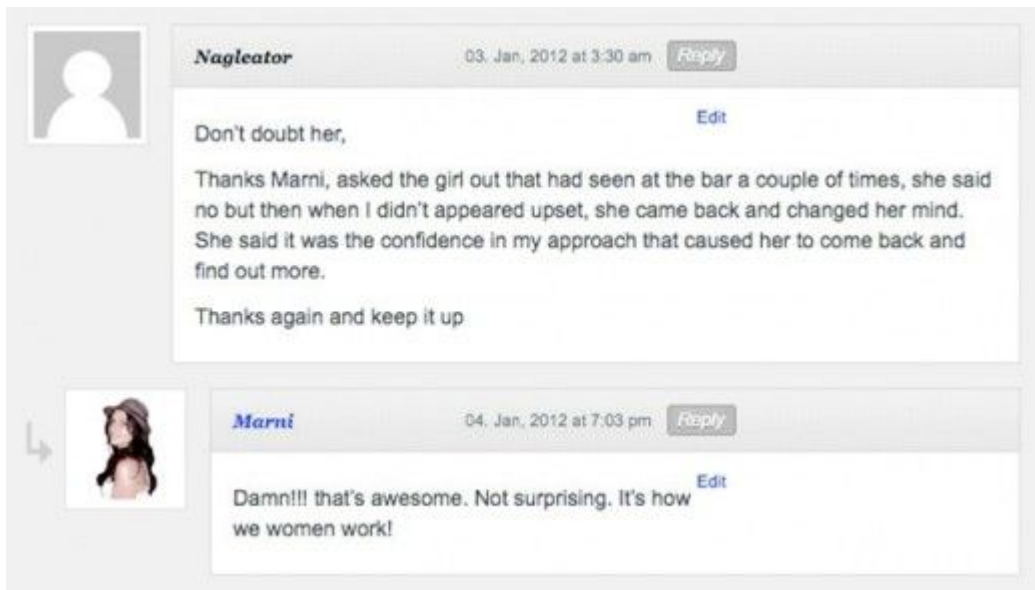 Nagleator 03. Jan, 2012 at 3:30 am Reply
Edit
Don't doubt her,
Thanks Marni, asked the girl out that had seen at the bar a couple of times, she said
no but then when I didn't appeared upset, she came back and changed her mind.
She said it was the confidence in my approach that caused her to come back and
find out more.
Thanks again and keep it up
Marni 04. Jan, 2012 at 7:03 pm Reply
Edit
Damn!!! that's awesome. Not surprising. It's how
we women work!